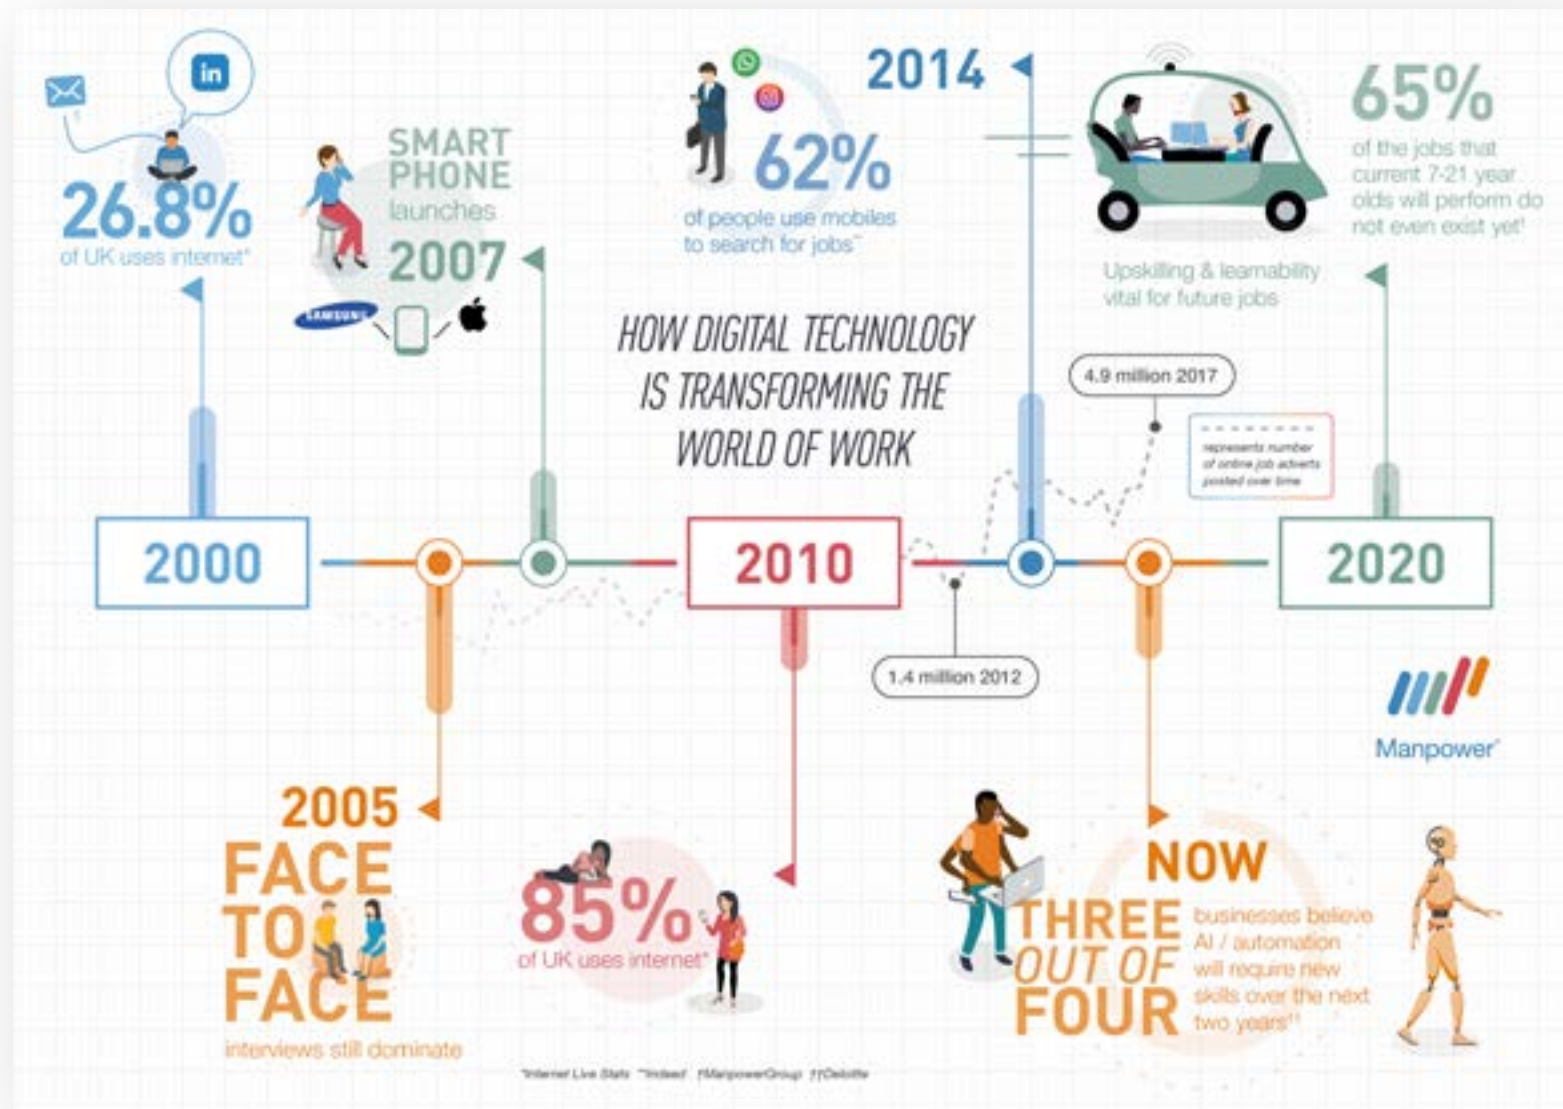 in
26.8%
of UK uses internet*
SMART
PHONE
launches
2007
SAMSUNG
2014
62%
of people use mobiles
to search for jobs**
65%
of the jobs that
current 7-21 year
olds will perform do
not even exist yet†
Upskilling & learnability
vital for future jobs
HOW DIGITAL TECHNOLOGY
IS TRANSFORMING THE
WORLD OF WORK
4.9 million 2017
represents number
of online job adverts
posted over time
2000
2010
2020
1.4 million 2012
Manpower®
2005
FACE
TO
FACE
interviews still dominate
85%
of UK uses internet*
NOW
THREE
OUT OF
FOUR
businesses believe
AI / automation
will require new
skills over the next
two years††
*Internet Live Stats **Indeed †ManpowerGroup ††Deloitte